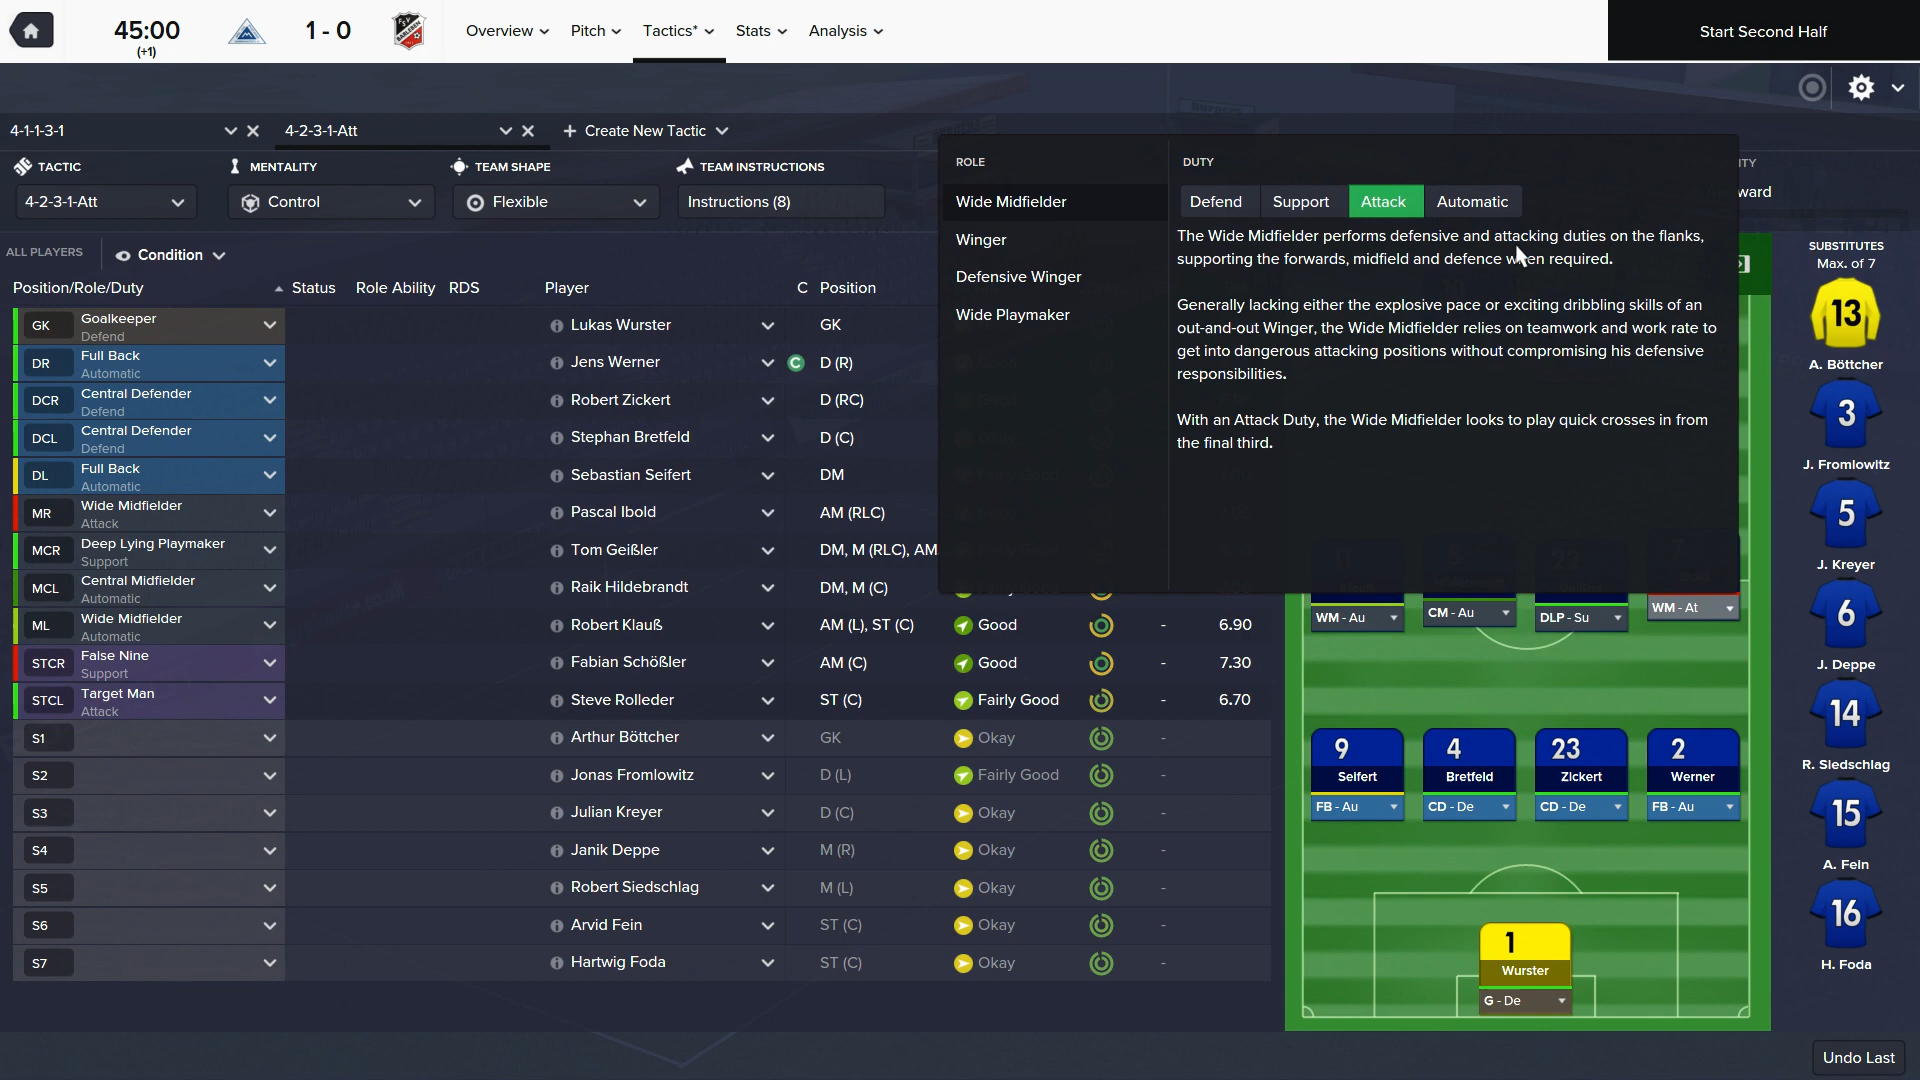 45:00
(+1)
1 - 0
Overview
Pitch
Tactics*
Stats
Analysis
Start Second Half
4-1-1-3-1
4-2-3-1-Att
Create New Tactic
TACTIC
MENTALITY
TEAM SHAPE
TEAM INSTRUCTIONS
4-2-3-1-Att
Control
Flexible
Instructions (8)
ROLE
Wide Midfielder
Winger
Defensive Winger
Wide Playmaker
DUTY
Defend
Support
Attack
Automatic
The Wide Midfielder performs defensive and attacking duties on the flanks,
supporting the forwards, midfield and defence when required.
Generally lacking either the explosive pace or exciting dribbling skills of an
out-and-out Winger, the Wide Midfielder relies on teamwork and work rate to
get into dangerous attacking positions without compromising his defensive
responsibilities.
With an Attack Duty, the Wide Midfielder looks to play quick crosses in from
the final third.
ITY
ward
ALL PLAYERS
Condition
Position/Role/Duty Status Role Ability RDS Player C Position
GK Goalkeeper Lukas Wurster GK
Defend
DR Full Back Jens Werner C D (R)
Automatic
DCR Central Defender Robert Zickert D (RC)
Defend
DCL Central Defender Stephan Bretfeld D (C)
Defend
DL Full Back Sebastian Seifert DM
Automatic
MR Wide Midfielder Pascal Ibold AM (RLC)
Attack
MCR Deep Lying Playmaker Tom Geißler DM, M (RLC), AM
Support
MCL Central Midfielder Raik Hildebrandt DM, M (C)
Automatic
ML Wide Midfielder Robert Klauß AM (L), ST (C) Good - 6.90
Automatic
STCR False Nine Fabian Schößler AM (C) Good - 7.30
Support
STCL Target Man Steve Rolleder ST (C) Fairly Good - 6.70
Attack
S1 Arthur Böttcher GK Okay -
S2 Jonas Fromlowitz D (L) Fairly Good -
S3 Julian Kreyer D (C) Okay -
S4 Janik Deppe M (R) Okay -
S5 Robert Siedschlag M (L) Okay -
S6 Arvid Fein ST (C) Okay -
S7 Hartwig Foda ST (C) Okay -
WM - Au
CM - Au
DLP - Su
WM - At
9
Seifert
FB - Au
4
Bretfeld
CD - De
23
Zickert
CD - De
2
Werner
FB - Au
1
Wurster
G - De
SUBSTITUTES
Max. of 7
13
A. Böttcher
3
J. Fromlowitz
5
J. Kreyer
6
J. Deppe
14
R. Siedschlag
15
A. Fein
16
H. Foda
Undo Last